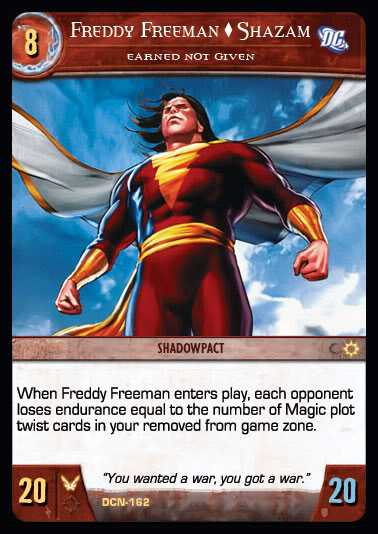 8
FREDDY FREEMAN ♦ SHAZAM
DC
EARNED NOT GIVEN
SHADOWPACT
C
When Freddy Freeman enters play, each opponent
loses endurance equal to the number of Magic plot
twist cards in your removed from game zone.
"You wanted a war, you got a war."
20
DCN-162
20